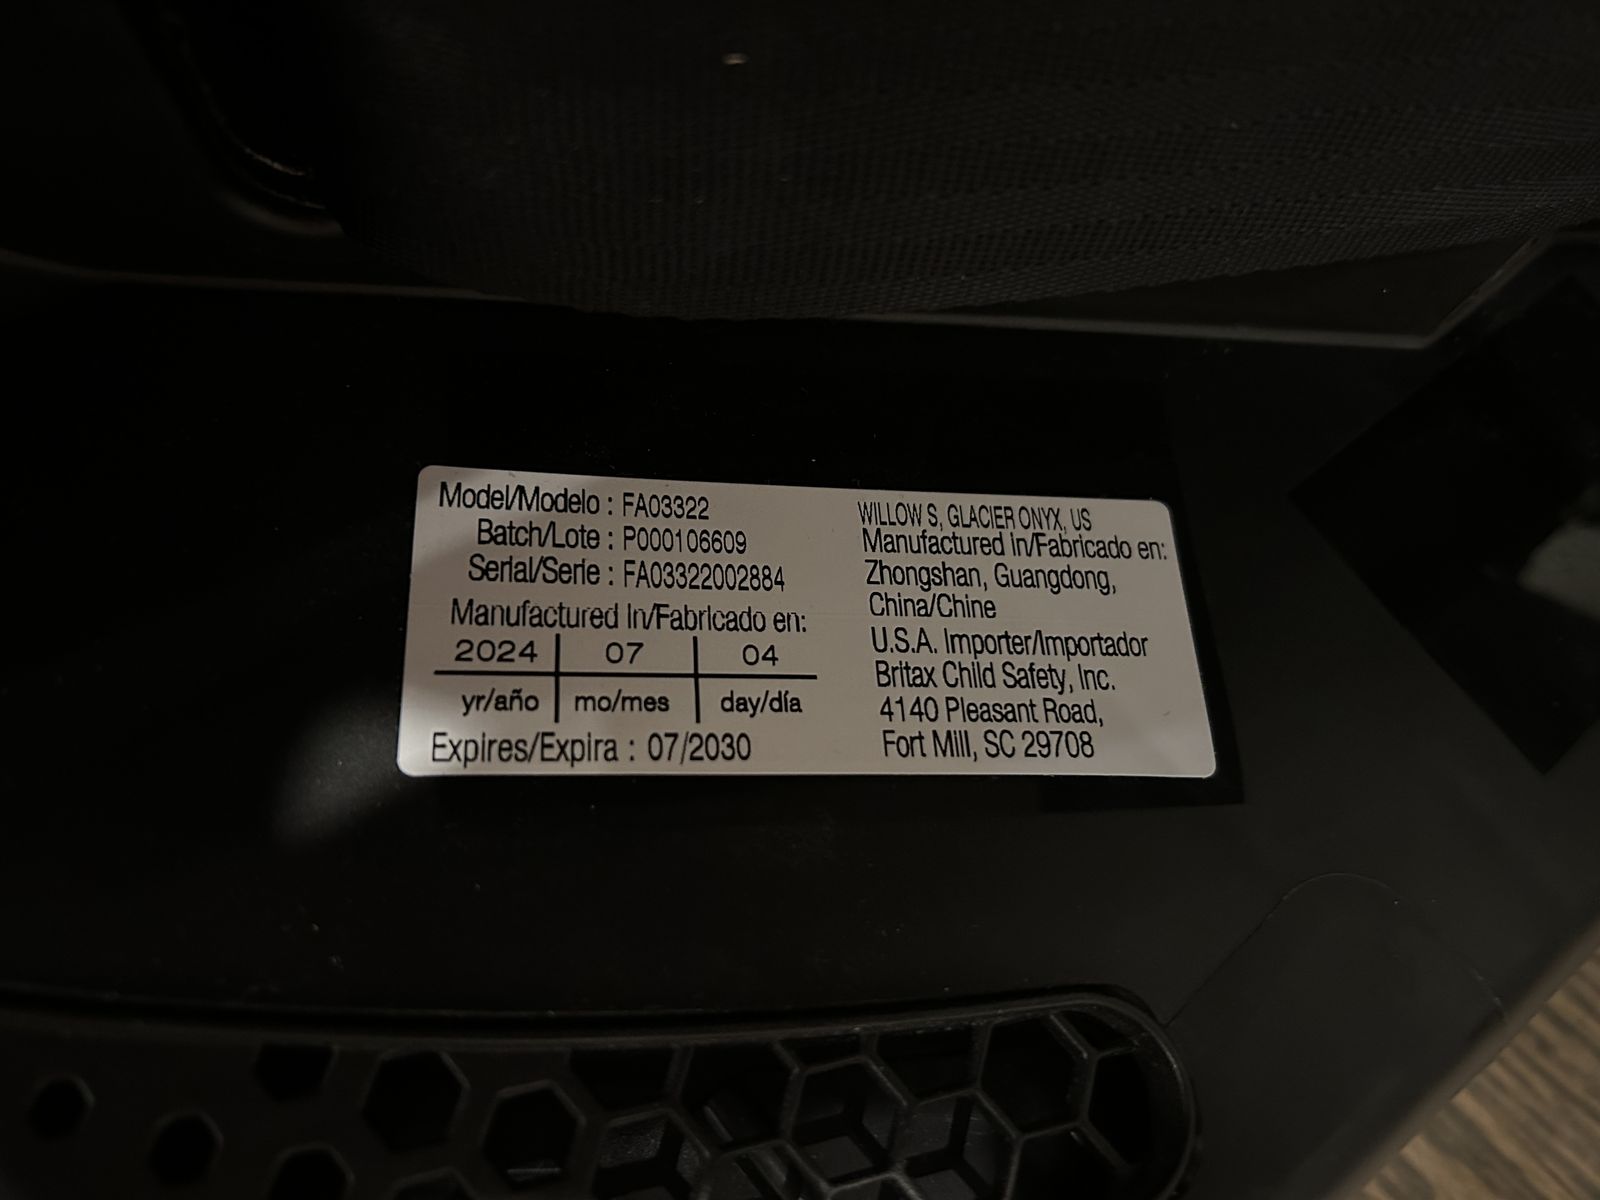 Model/Modelo : FA03322
Batch/Lote : P000106609
Serial/Serie : FA03322002884
Manufactured In/Fabricado en:
2024 07 04
yr/año mo/mes day/día
Expires/Expira : 07/2030
WILLOW S, GLACIER ONYX, US
Manufactured in/Fabricado en:
Zhongshan, Guangdong,
China/Chine
U.S.A. Importer/Importador
Britax Child Safety, Inc.
4140 Pleasant Road,
Fort Mill, SC 29708